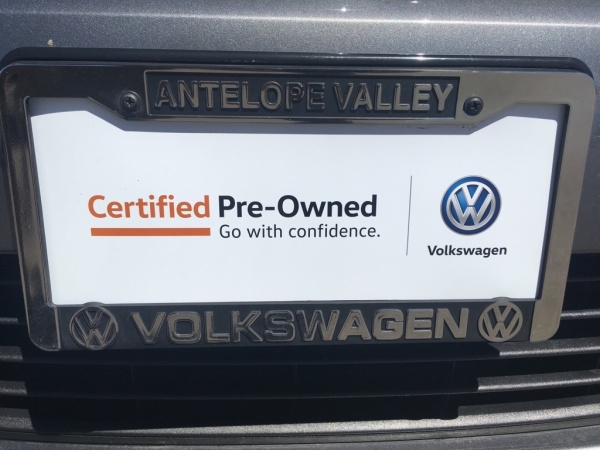 ANTELOPE VALLEY
Certified Pre-Owned
Go with confidence.
Volkswagen
VOLKSWAGEN